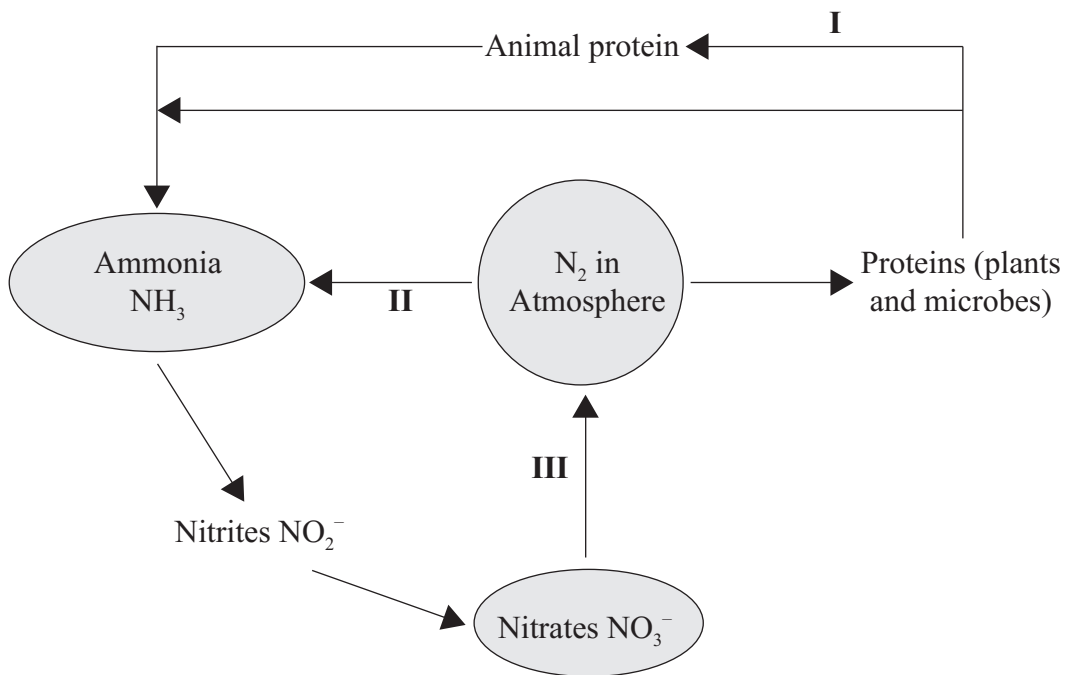 I
Animal protein
Ammonia
NH₃
N₂ in
Atmosphere
Proteins (plants
and microbes)
II
III
Nitrites NO₂⁻
Nitrates NO₃⁻